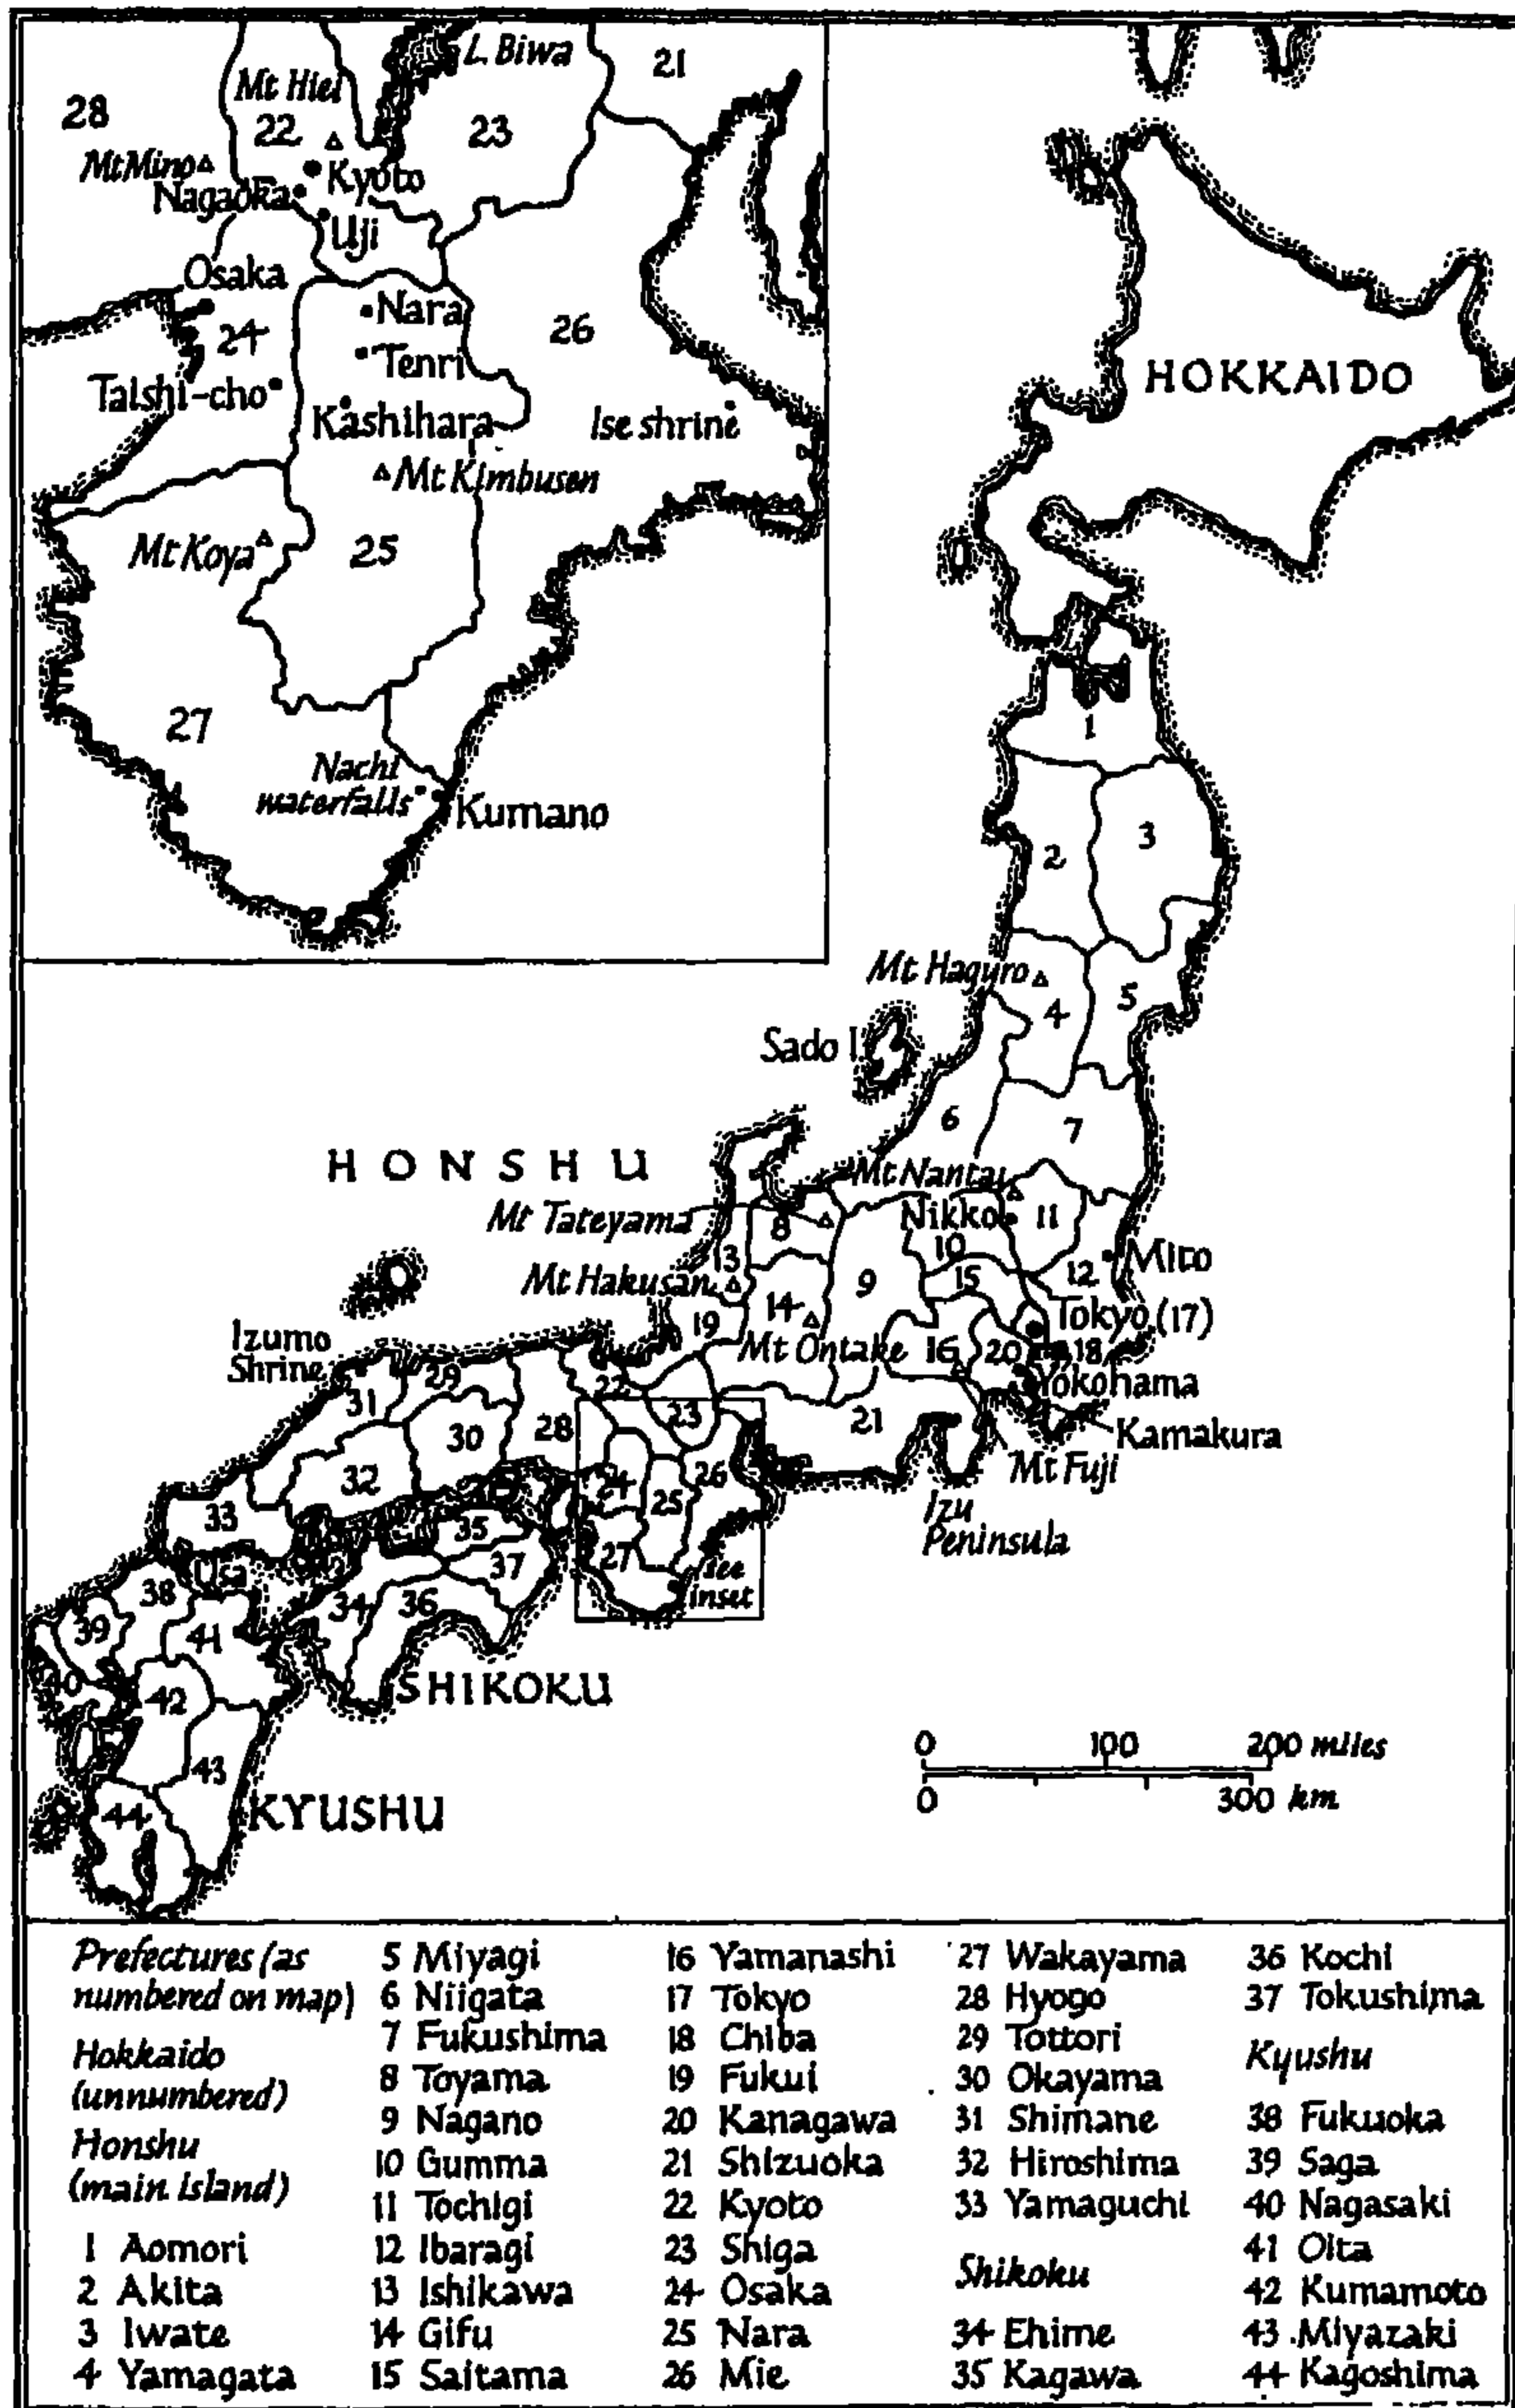 L. Biwa
21
Mt Hiei
28
22
23
Mt Mino
Kyoto
Nagaoka
Uji
Osaka
Nara
26
24
Tenri
Taishi-cho
Kashihara
Ise shrine
Mt Kimbusen
Mt Koya
25
27
Nachi
waterfalls
Kumano
HOKKAIDO
1
2
3
Mt Haguro
4
5
Sado I.
6
7
HONSHU
Mt Nantai
Mt Tateyama
8
Nikko
11
10
13
Mito
Mt Hakusan
9
15
12
14
19
Tokyo (17)
Izumo
Shrine
Mt Ontake
16
20
18
29
22
Yokohama
31
23
21
30
28
Kamakura
32
24
26
Mt Fuji
25
Izu
Peninsula
33
35
27
see
inset
Usa
37
38
34
36
39
41
40
42
SHIKOKU
43
0 100 200 miles
0 300 km
44
KYUSHU
Prefectures (as
numbered on map)
Hokkaido
(unnumbered)
Honshu
(main island)
1 Aomori
2 Akita
3 Iwate
4 Yamagata
5 Miyagi
6 Niigata
7 Fukushima
8 Toyama
9 Nagano
10 Gumma
11 Tochigi
12 Ibaragi
13 Ishikawa
14 Gifu
15 Saitama
16 Yamanashi
17 Tokyo
18 Chiba
19 Fukui
20 Kanagawa
21 Shizuoka
22 Kyoto
23 Shiga
24 Osaka
25 Nara
26 Mie
27 Wakayama
28 Hyogo
29 Tottori
30 Okayama
31 Shimane
32 Hiroshima
33 Yamaguchi
Shikoku
34 Ehime
35 Kagawa
36 Kochi
37 Tokushima
Kyushu
38 Fukuoka
39 Saga
40 Nagasaki
41 Oita
42 Kumamoto
43 Miyazaki
44 Kagoshima